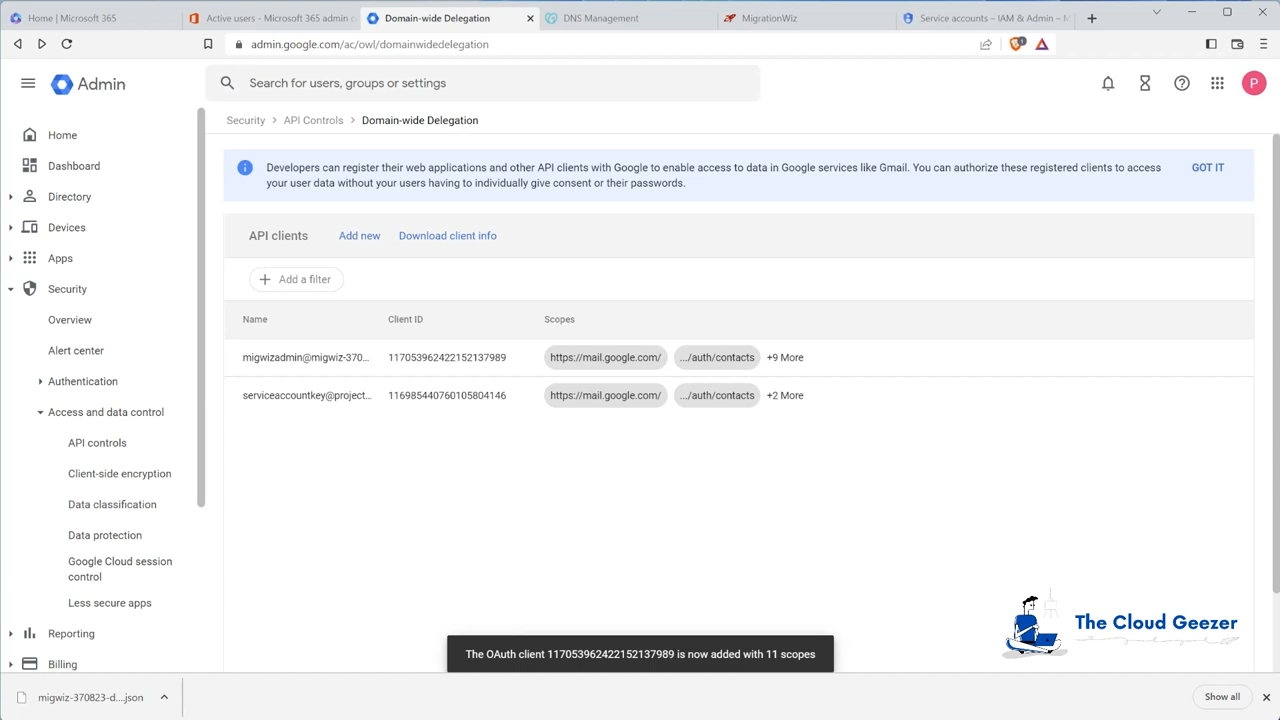 Home | Microsoft 365
Active users - Microsoft 365 admin c
Domain-wide Delegation
DNS Management
MigrationWiz
Service accounts – IAM & Admin – M
admin.google.com/ac/owl/domainwidedelegation
1
Admin
Search for users, groups or settings
P
Home
Dashboard
Directory
Devices
Apps
Security
Overview
Alert center
Authentication
Access and data control
API controls
Client-side encryption
Data classification
Data protection
Google Cloud session
control
Less secure apps
Reporting
Billing
Security > API Controls > Domain-wide Delegation
Developers can register their web applications and other API clients with Google to enable access to data in Google services like Gmail. You can authorize these registered clients to access
your user data without your users having to individually give consent or their passwords.
GOT IT
API clients Add new Download client info
Add a filter
Name Client ID Scopes
migwizadmin@migwiz-370... 117053962422152137989 https://mail.google.com/ .../auth/contacts +9 More
serviceaccountkey@project... 116985440760105804146 https://mail.google.com/ .../auth/contacts +2 More
The Cloud Geezer
The OAuth client 117053962422152137989 is now added with 11 scopes
migwiz-370823-d....json
Show all